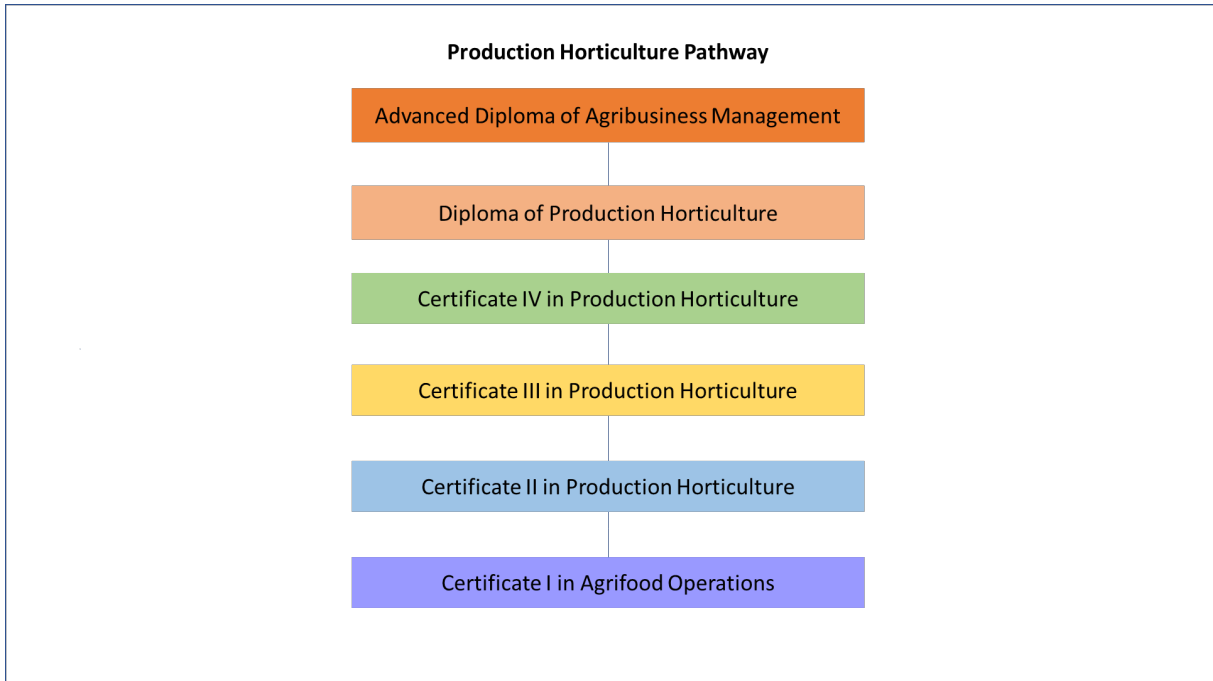 Production Horticulture Pathway
Advanced Diploma of Agribusiness Management
Diploma of Production Horticulture
Certificate IV in Production Horticulture
Certificate III in Production Horticulture
Certificate II in Production Horticulture
Certificate I in Agrifood Operations